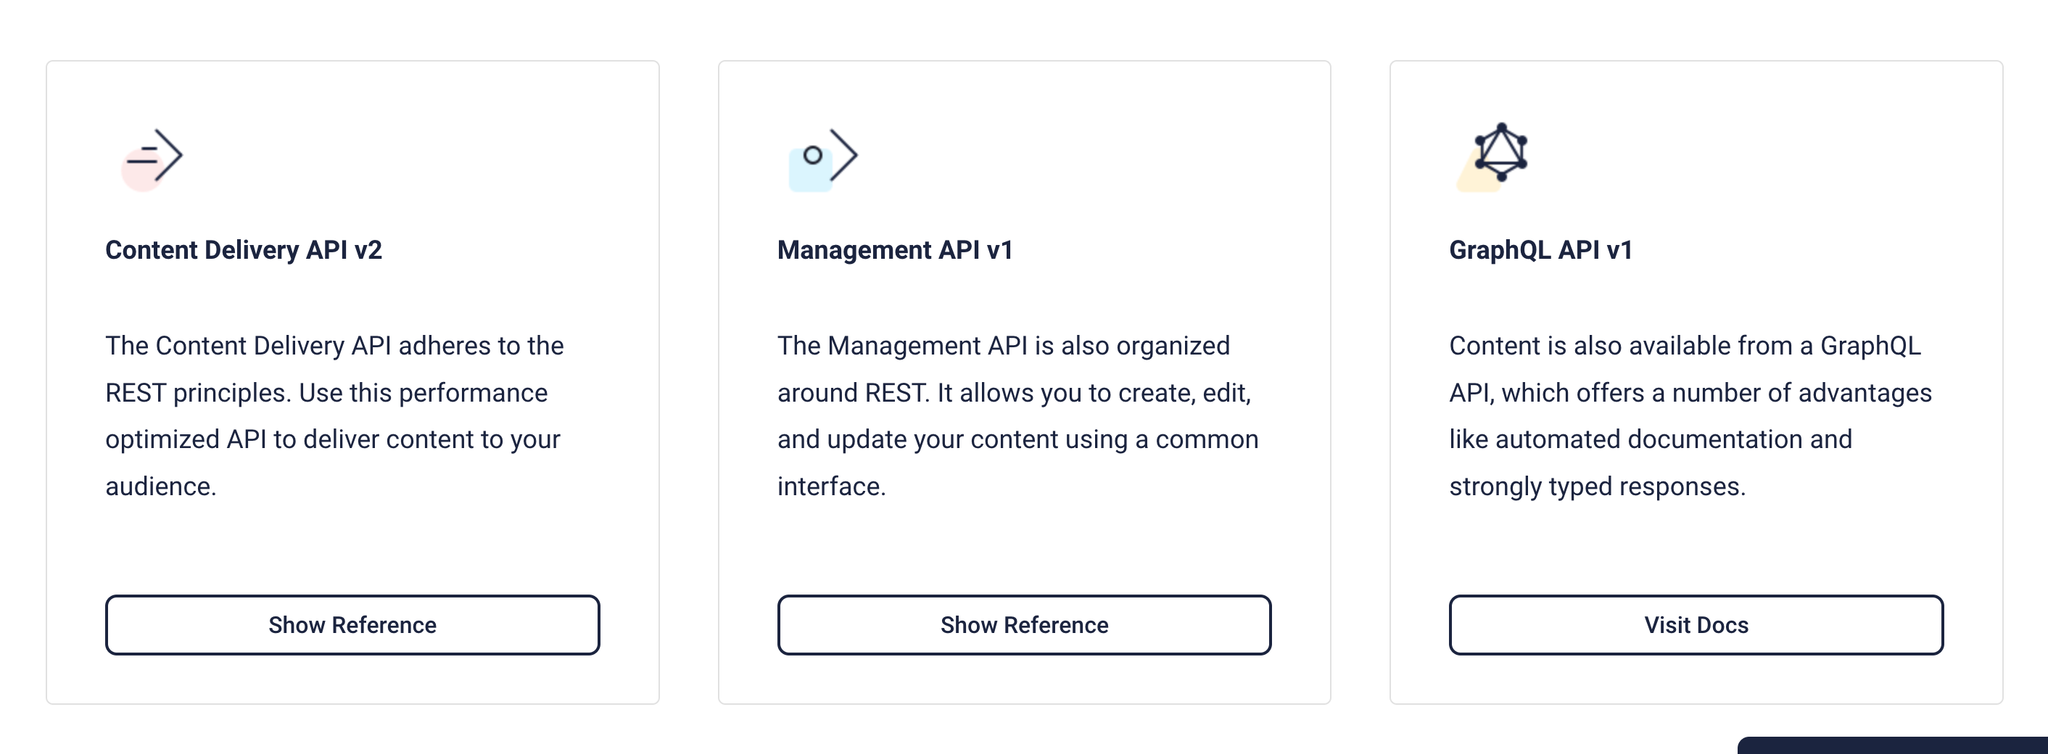 Content Delivery API v2
The Content Delivery API adheres to the
REST principles. Use this performance
optimized API to deliver content to your
audience.
Show Reference
Management API v1
The Management API is also organized
around REST. It allows you to create, edit,
and update your content using a common
interface.
Show Reference
GraphQL API v1
Content is also available from a GraphQL
API, which offers a number of advantages
like automated documentation and
strongly typed responses.
Visit Docs